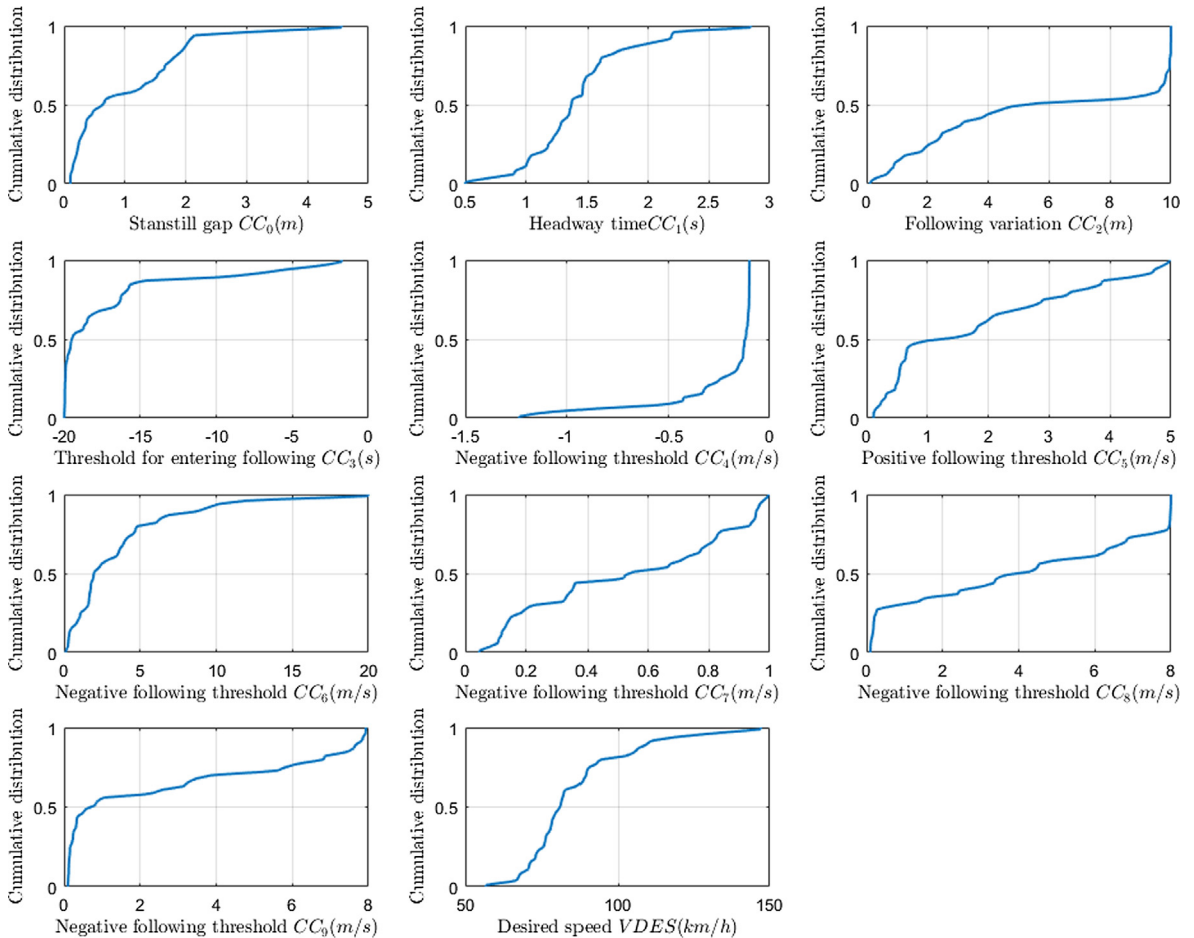 Cumulative distribution
1
0.5
0
0 1 2 3 4 5
Stanstill gap CC₀(m)
Cumulative distribution
1
0.5
0
0.5 1 1.5 2 2.5 3
Headway timeCC₁(s)
Cumulative distribution
1
0.5
0
0 2 4 6 8 10
Following variation CC₂(m)
Cumulative distribution
1
0.5
0
-20 -15 -10 -5 0
Threshold for entering following CC₃(s)
Cumulative distribution
1
0.5
0
-1.5 -1 -0.5 0
Negative following threshold CC₄(m/s)
Cumulative distribution
1
0.5
0
0 1 2 3 4 5
Positive following threshold CC₅(m/s)
Cumulative distribution
1
0.5
0
0 5 10 15 20
Negative following threshold CC₆(m/s)
Cumulative distribution
1
0.5
0
0 0.2 0.4 0.6 0.8 1
Negative following threshold CC₇(m/s)
Cumulative distribution
1
0.5
0
0 2 4 6 8
Negative following threshold CC₈(m/s)
Cumulative distribution
1
0.5
0
0 2 4 6 8
Negative following threshold CC₉(m/s)
Cumulative distribution
1
0.5
0
50 100 150
Desired speed VDES(km/h)